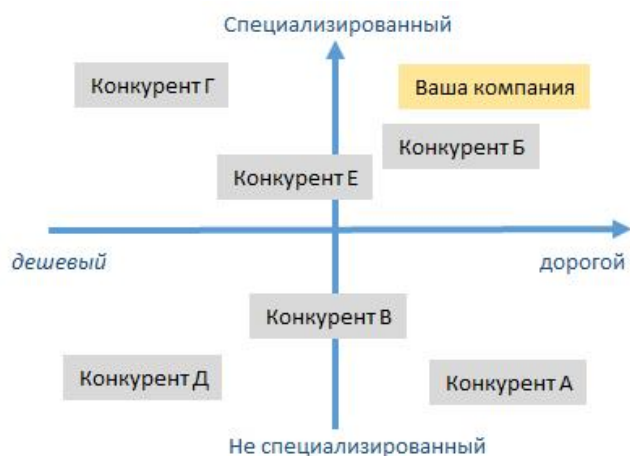 Специализированный
Конкурент Г
Ваша компания
Конкурент Б
Конкурент Е
дешевый
дорогой
Конкурент В
Конкурент Д
Конкурент А
Не специализированный